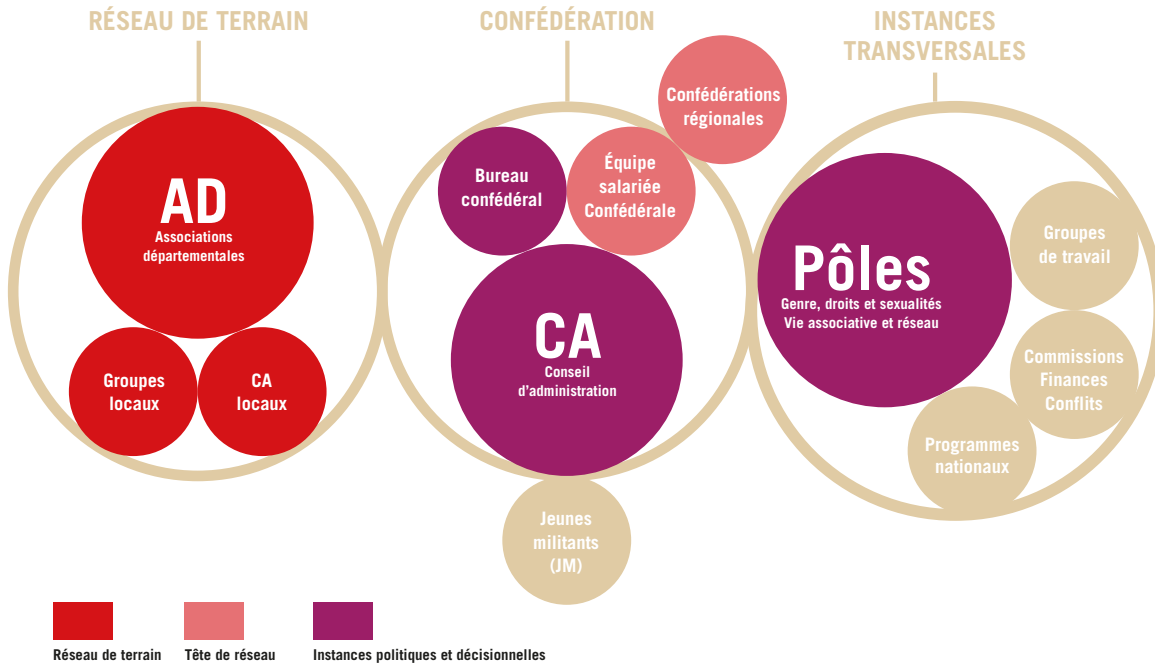 RÉSEAU DE TERRAIN
AD
Associations
départementales
Groupes
locaux
CA
locaux
CONFÉDÉRATION
Confédérations
régionales
Bureau
confédéral
Équipe
salariée
Confédérale
CA
Conseil
d'administration
Jeunes
militants
(JM)
INSTANCES
TRANSVERSALES
Pôles
Genre, droits et sexualités
Vie associative et réseau
Groupes
de travail
Commissions
Finances
Conflits
Programmes
nationaux
Réseau de terrain
Tête de réseau
Instances politiques et décisionnelles